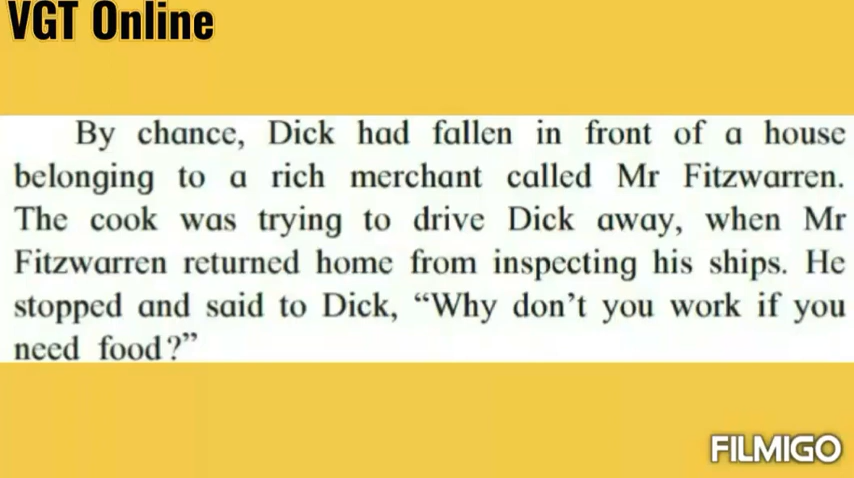 VGT Online
By chance, Dick had fallen in front of a house
belonging to a rich merchant called Mr Fitzwarren.
The cook was trying to drive Dick away, when Mr
Fitzwarren returned home from inspecting his ships. He
stopped and said to Dick, “Why don’t you work if you
need food?”
FILMIGO